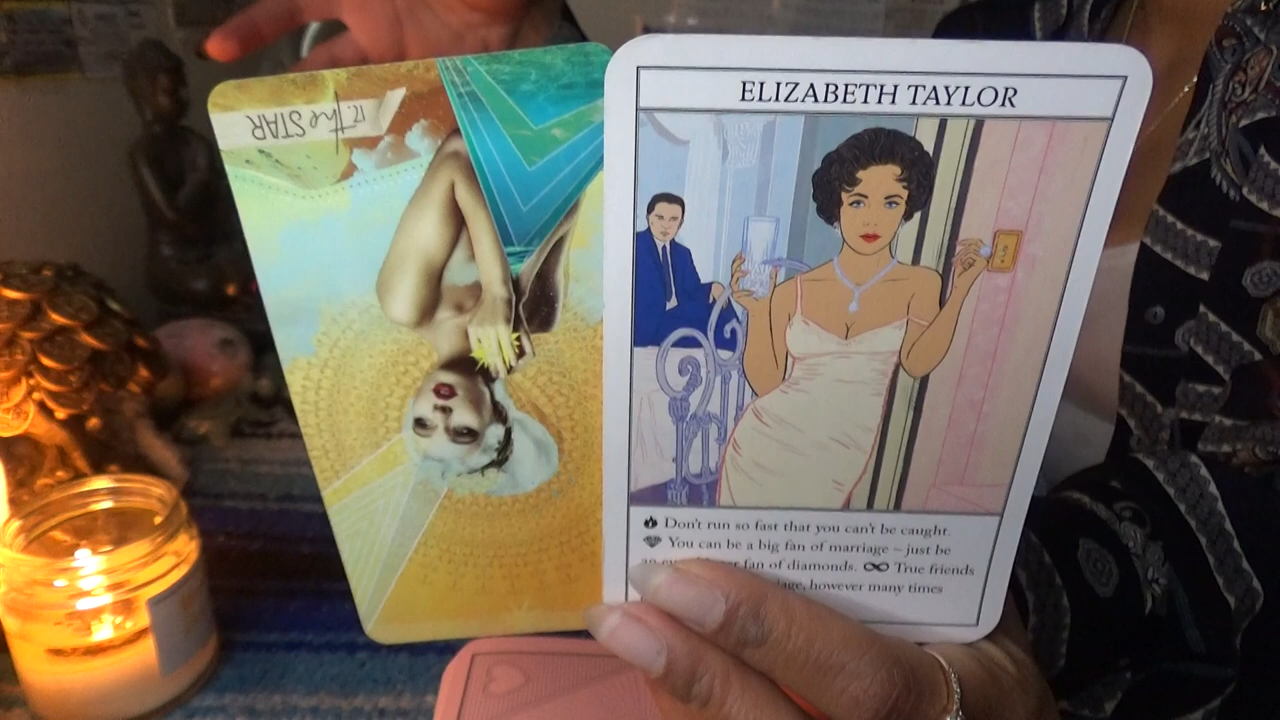 17. the STAR
ELIZABETH TAYLOR
Don't run so fast that you can't be caught.
You can be a big fan of marriage – just be
fan of diamonds. ∞ True friends
however many times